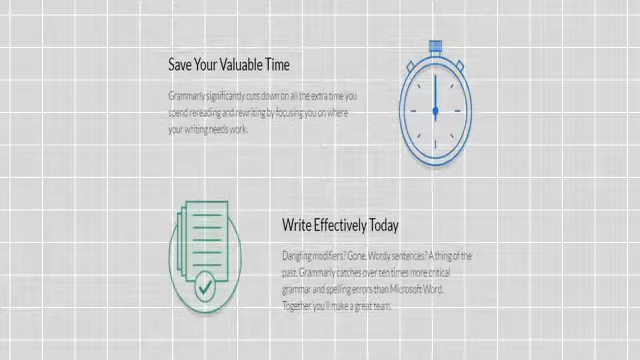 Save Your Valuable Time
Grammarly significantly cuts down on all the extra time you
spend rereading and rewriting by focusing you on where
your writing needs work.
Write Effectively Today
Dangling modifiers? Gone. Wordy sentences? A thing of the
past. Grammarly catches over ten times more critical
grammar and spelling errors than Microsoft Word.
Together you'll make a great team.